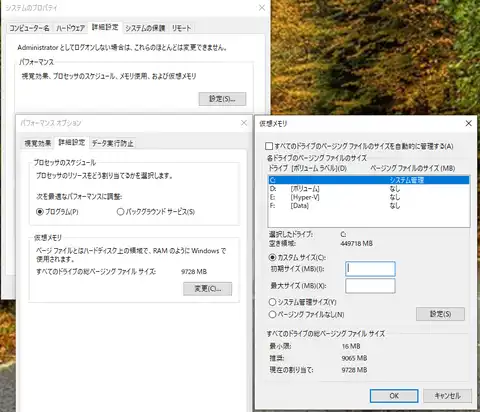 システムのプロパティ
コンピューター名 ハードウェア 詳細設定 システムの保護 リモート
Administrator としてログオンしない場合は、これらのほとんどは変更できません。
パフォーマンス
視覚効果、プロセッサのスケジュール、メモリ使用、および仮想メモリ
設定(S)...
パフォーマンス オプション
視覚効果 詳細設定 データ実行防止
プロセッサのスケジュール
プロセッサのリソースをどう割り当てるかを選択します。
次を最適なパフォーマンスに調整:
プログラム(P) バックグラウンド サービス(S)
仮想メモリ
ページ ファイルとはハードディスク上の領域で、RAM のように Windows で
使用されます。
すべてのドライブの総ページング ファイル サイズ: 9728 MB
変更(C)...
仮想メモリ
すべてのドライブのページング ファイルのサイズを自動的に管理する(A)
各ドライブのページング ファイルのサイズ
ドライブ [ボリューム ラベル](D) ページング ファイルのサイズ (MB)
C: システム管理
D: [ボリューム] なし
E: [Hyper-V] なし
F: [Data] なし
選択したドライブ: C:
空き領域: 449718 MB
カスタム サイズ(C):
初期サイズ (MB)(I):
最大サイズ (MB)(X):
システム管理サイズ(Y)
ページング ファイルなし(N) 設定(S)
すべてのドライブの総ページング ファイル サイズ
最小限: 16 MB
推奨: 9065 MB
現在の割り当て: 9728 MB
OK キャンセル